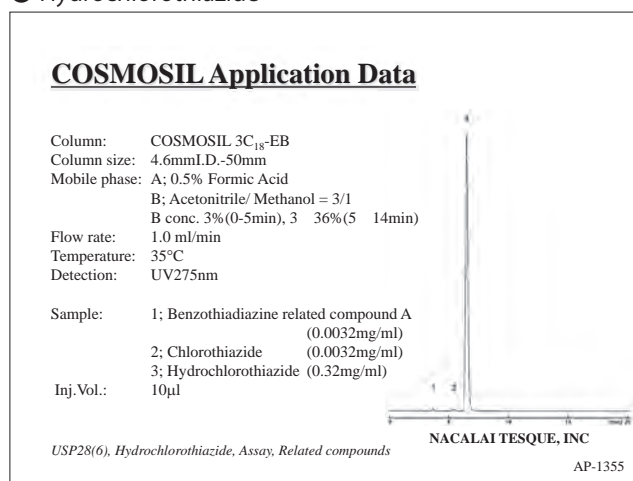 Hydrochlorothiazide
COSMOSIL Application Data
Column: COSMOSIL 3C18-EB
Column size: 4.6mmI.D.-50mm
Mobile phase: A; 0.5% Formic Acid
B; Acetonitrile/ Methanol = 3/1
B conc. 3%(0-5min), 3 36%(5 14min)
Flow rate: 1.0 ml/min
Temperature: 35°C
Detection: UV275nm
Sample: 1; Benzothiadiazine related compound A
(0.0032mg/ml)
2; Chlorothiazide (0.0032mg/ml)
3; Hydrochlorothiazide (0.32mg/ml)
Inj.Vol.: 10μl
1 2
NACALAI TESQUE, INC
USP28(6), Hydrochlorothiazide, Assay, Related compounds
AP-1355